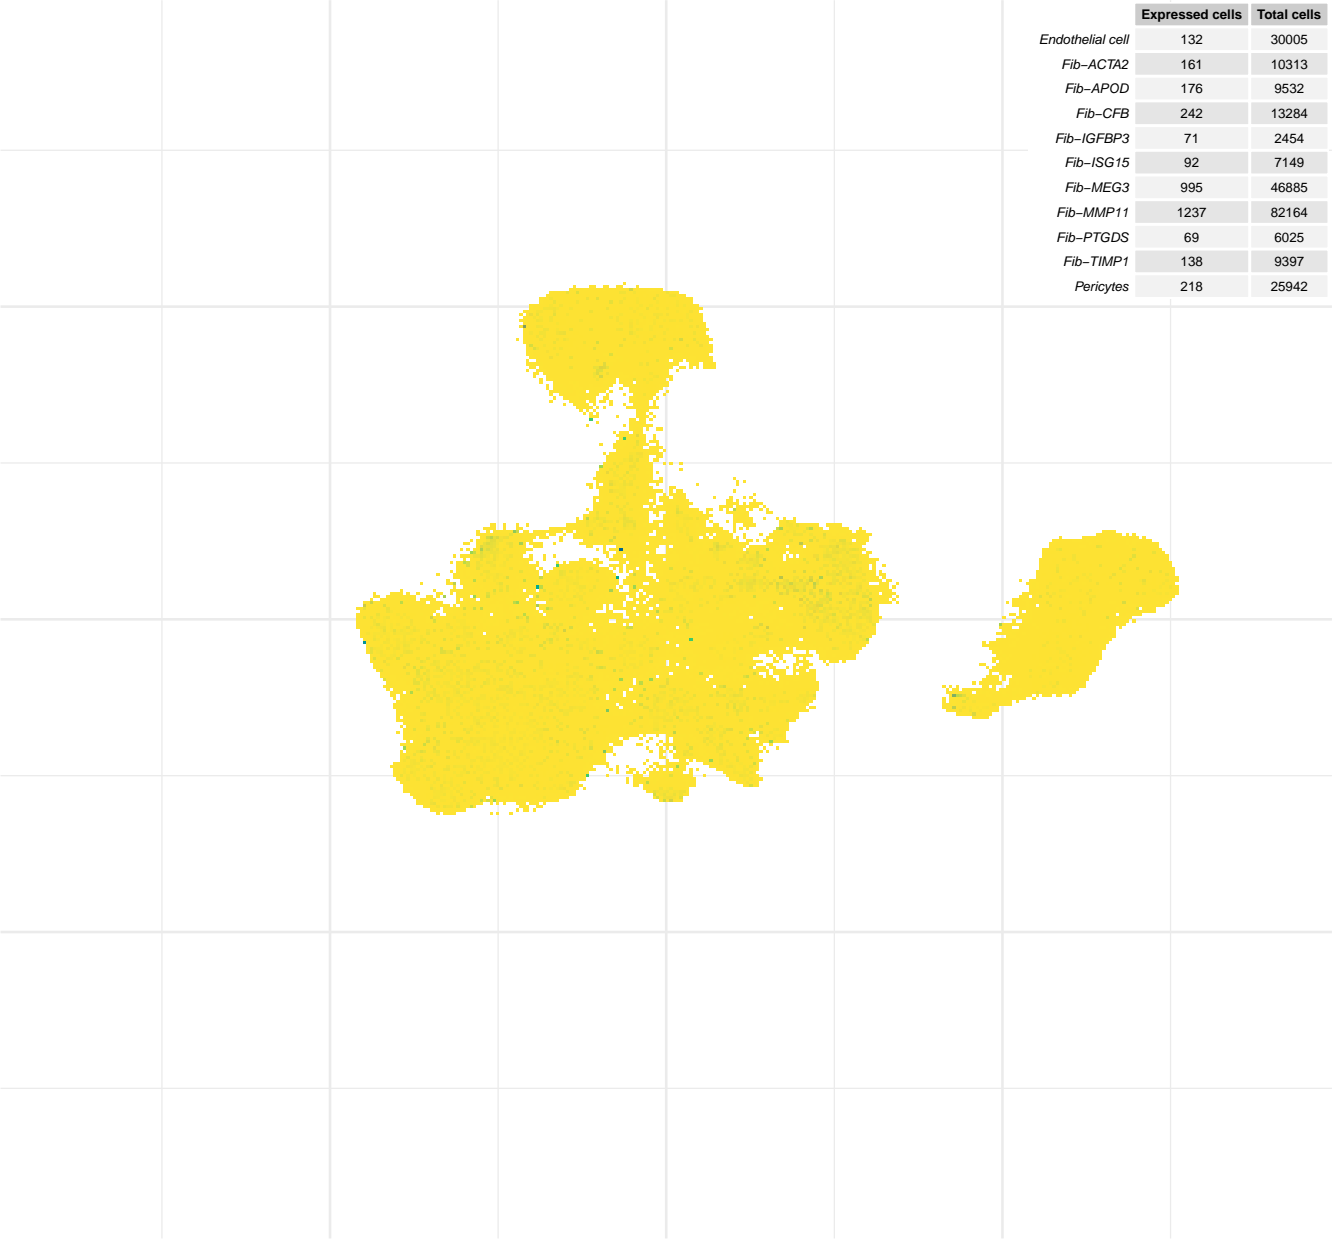 Expressed cells Total cells
Endothelial cell 132 30005
Fib−ACTA2 161 10313
Fib−APOD 176 9532
Fib−CFB 242 13284
Fib−IGFBP3 71 2454
Fib−ISG15 92 7149
Fib−MEG3 995 46885
Fib−MMP11 1237 82164
Fib−PTGDS 69 6025
Fib−TIMP1 138 9397
Pericytes 218 25942